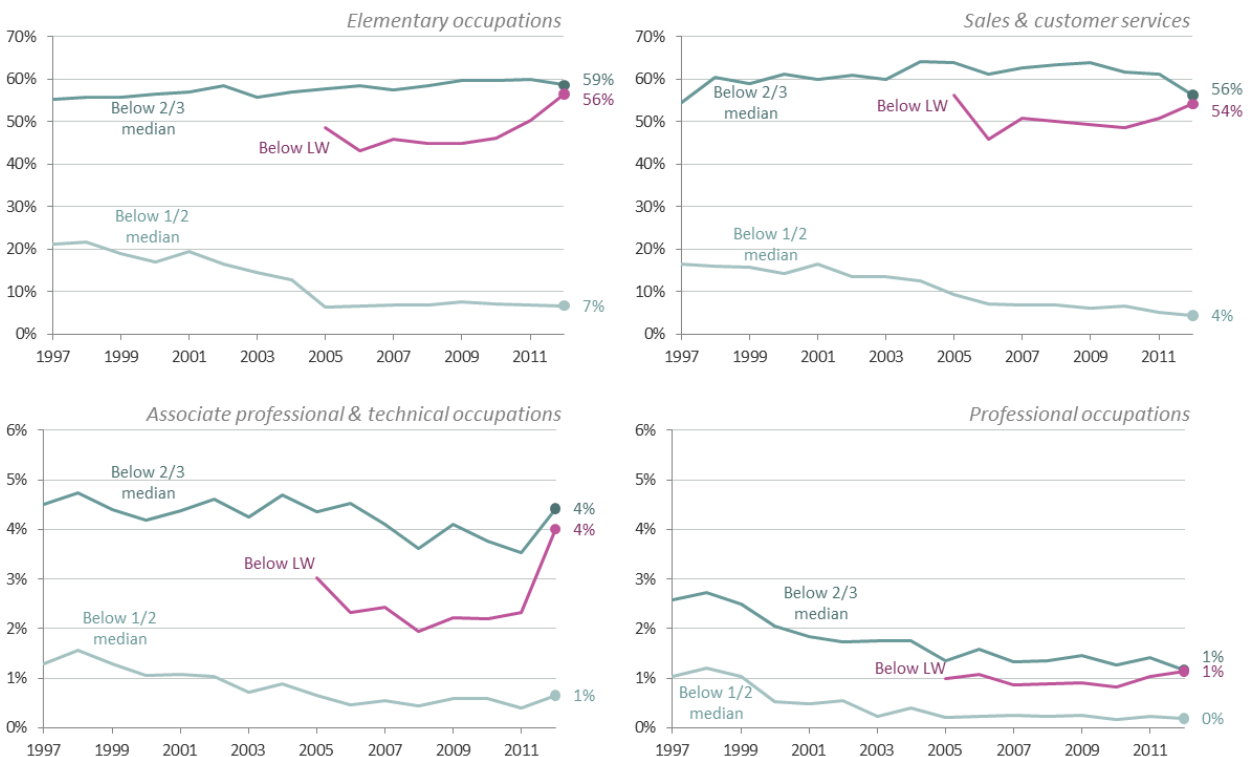 Elementary occupations
70%
60%
50%
40%
30%
20%
10%
0%
Below 2/3
median
Below LW
Below 1/2
median
59%
56%
7%
1997 1999 2001 2003 2005 2007 2009 2011
Sales & customer services
70%
60%
50%
40%
30%
20%
10%
0%
Below 2/3
median
Below LW
Below 1/2
median
56%
54%
4%
1997 1999 2001 2003 2005 2007 2009 2011
Associate professional & technical occupations
6%
5%
4%
3%
2%
1%
0%
Below 2/3
median
Below LW
Below 1/2
median
4%
4%
1%
1997 1999 2001 2003 2005 2007 2009 2011
Professional occupations
6%
5%
4%
3%
2%
1%
0%
Below 2/3
median
Below LW
Below 1/2
median
1%
1%
0%
1997 1999 2001 2003 2005 2007 2009 2011